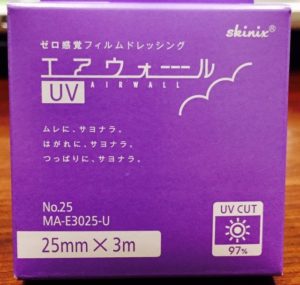 skinix®
ゼロ感覚フィルムドレッシング
エアウォール
UV AIRWALL
ムレに、サヨナラ。
はがれに、サヨナラ。
つっぱりに、サヨナラ。
No.25
MA-E3025-U
25mm×3m
UV CUT
97%